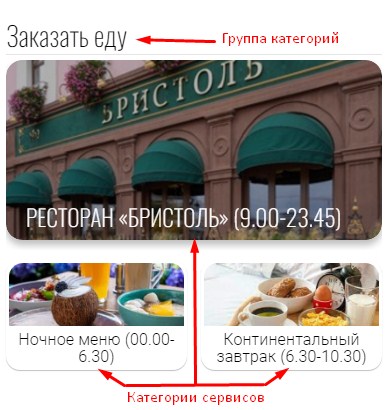 Заказать еду
Группа категорий
БРИСТОЛЬ
РЕСТОРАН «БРИСТОЛЬ» (9.00-23.45)
Ночное меню (00.00-
6.30)
Континентальный
завтрак (6.30-10.30)
Категории сервисов